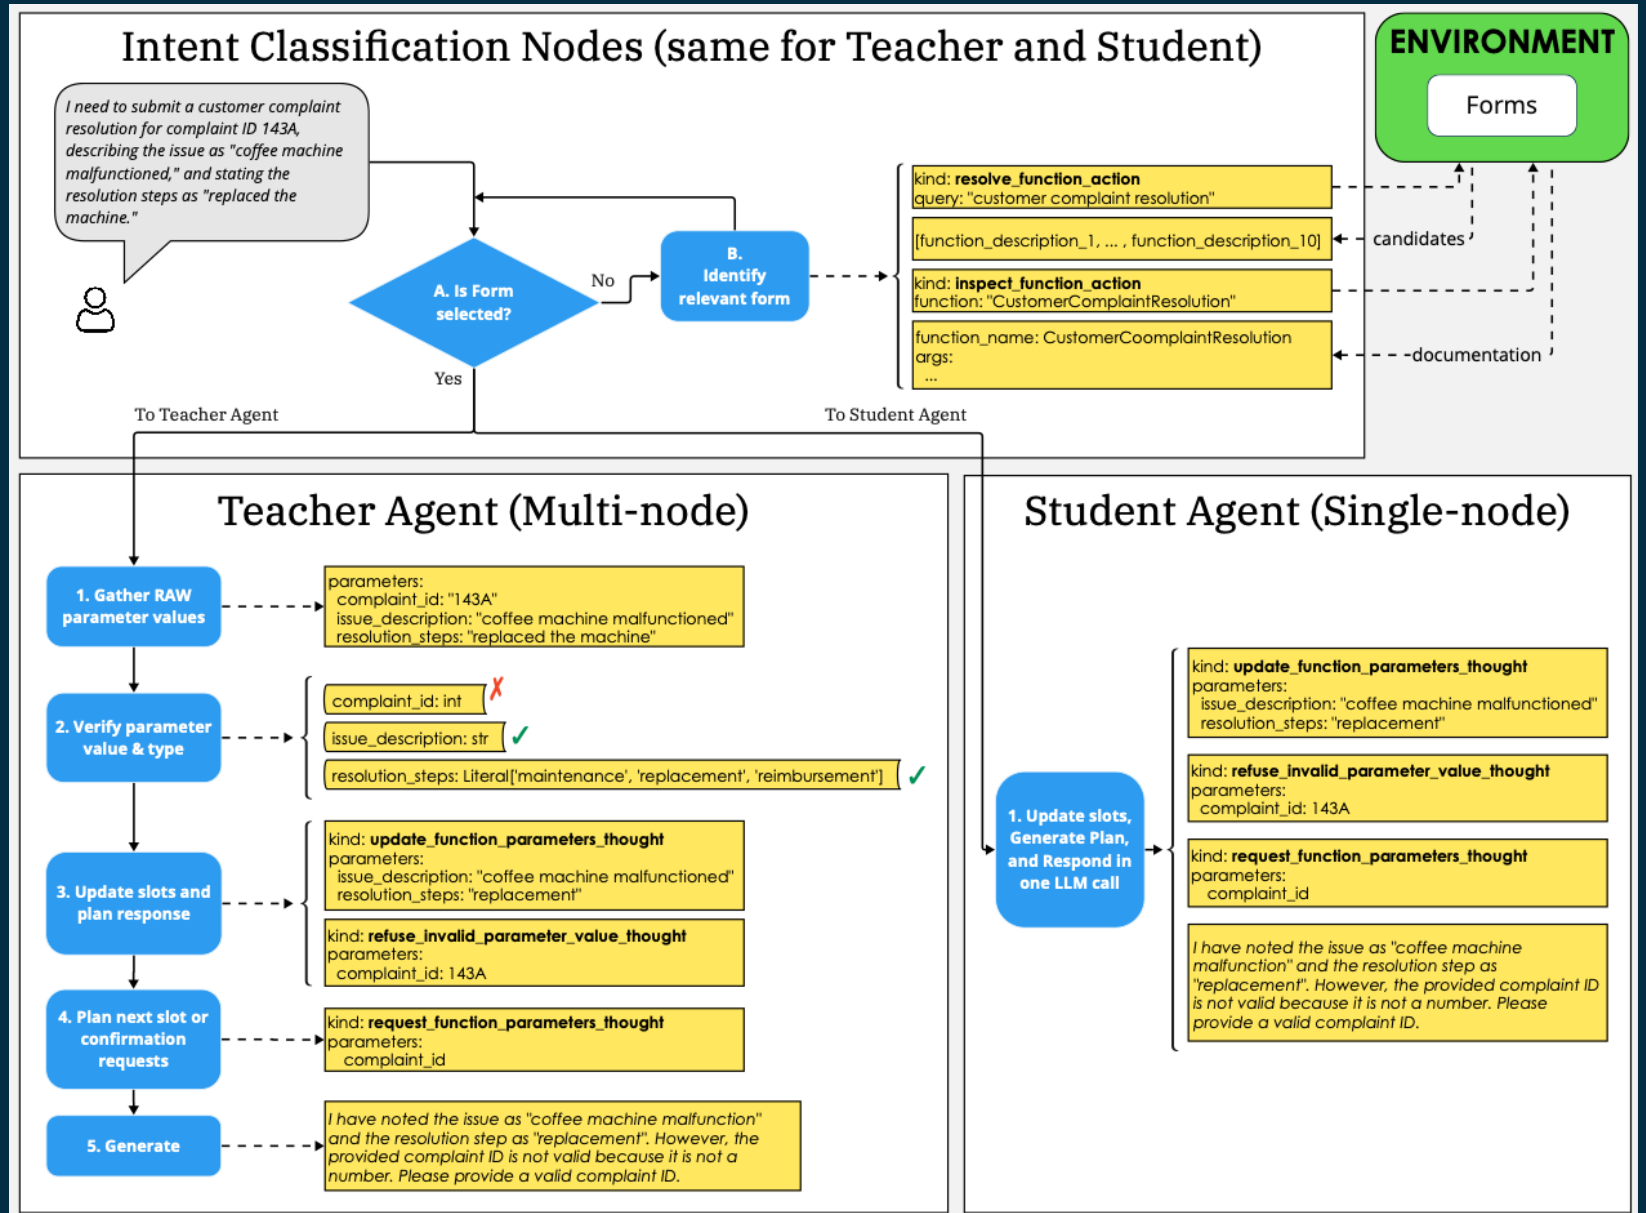 Intent Classification Nodes (same for Teacher and Student)
ENVIRONMENT
Forms
I need to submit a customer complaint
resolution for complaint ID 143A,
describing the issue as "coffee machine
malfunctioned," and stating the
resolution steps as "replaced the
machine."
A. Is Form
selected?
No
Yes
B.
Identify
relevant form
kind: resolve_function_action
query: "customer complaint resolution"
[function_description_1, ... , function_description_10]
candidates
kind: inspect_function_action
function: "CustomerComplaintResolution"
function_name: CustomerCoomplaintResolution
args:
...
documentation
To Teacher Agent
To Student Agent
Teacher Agent (Multi-node)
1. Gather RAW
parameter values
parameters:
complaint_id: "143A"
issue_description: "coffee machine malfunctioned"
resolution_steps: "replaced the machine"
2. Verify parameter
value & type
complaint_id: int
issue_description: str
resolution_steps: Literal['maintenance', 'replacement', 'reimbursement']
3. Update slots and
plan response
kind: update_function_parameters_thought
parameters:
issue_description: "coffee machine malfunctioned"
resolution_steps: "replacement"
kind: refuse_invalid_parameter_value_thought
parameters:
complaint_id: 143A
4. Plan next slot or
confirmation
requests
kind: request_function_parameters_thought
parameters:
complaint_id
5. Generate
I have noted the issue as "coffee machine malfunction"
and the resolution step as "replacement". However, the
provided complaint ID is not valid because it is not a
number. Please provide a valid complaint ID.
Student Agent (Single-node)
1. Update slots,
Generate Plan,
and Respond in
one LLM call
kind: update_function_parameters_thought
parameters:
issue_description: "coffee machine malfunctioned"
resolution_steps: "replacement"
kind: refuse_invalid_parameter_value_thought
parameters:
complaint_id: 143A
kind: request_function_parameters_thought
parameters:
complaint_id
I have noted the issue as "coffee machine
malfunction" and the resolution step as
"replacement". However, the provided complaint ID
is not valid because it is not a number. Please
provide a valid complaint ID.